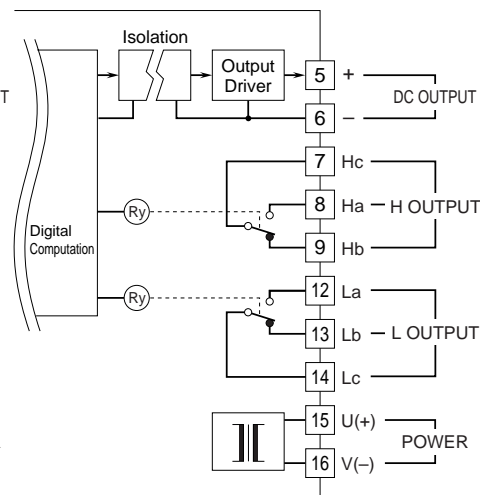 Isolation
Output
Driver
5 +
DC OUTPUT
6 –
T
7 Hc
Ry
8 Ha
H OUTPUT
9 Hb
Digital
Computation
Ry
12 La
13 Lb
L OUTPUT
14 Lc
15 U(+)
POWER
16 V(–)